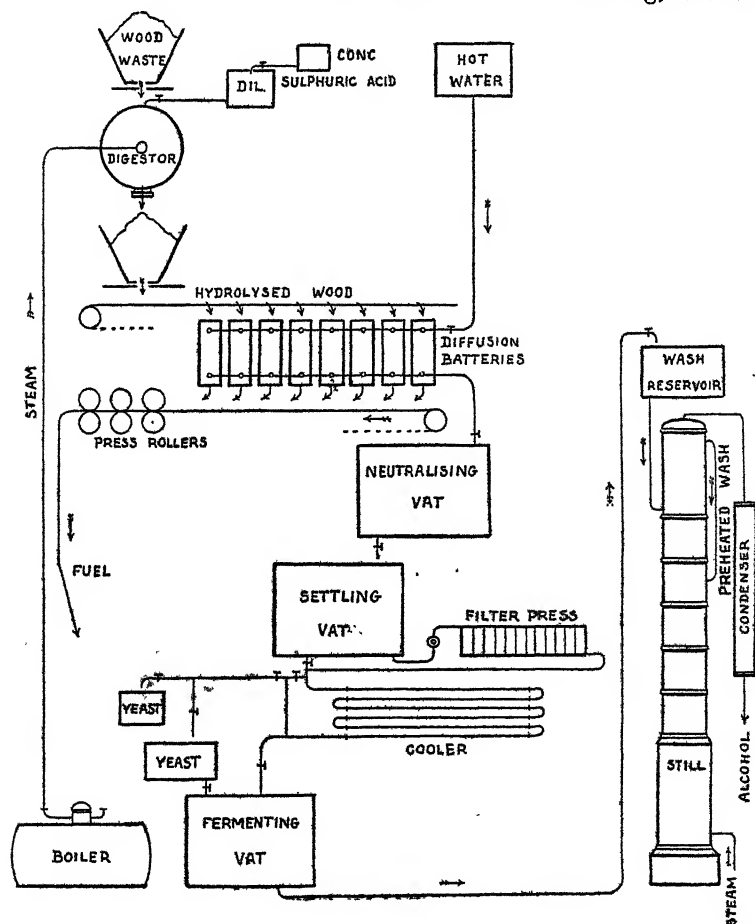 WOOD
WASTE
CONC
SULPHURIC ACID
DIL.
HOT
WATER
DIGESTOR
HYDROLYSED WOOD
DIFFUSION
BATTERIES
STEAM
PRESS ROLLERS
WASH
RESERVOIR
NEUTRALISING
VAT
PREHEATED WASH
CONDENSER
FUEL
SETTLING
VAT
FILTER PRESS
YEAST
COOLER
YEAST
STILL
ALCOHOL
FERMENTING
VAT
BOILER
STEAM